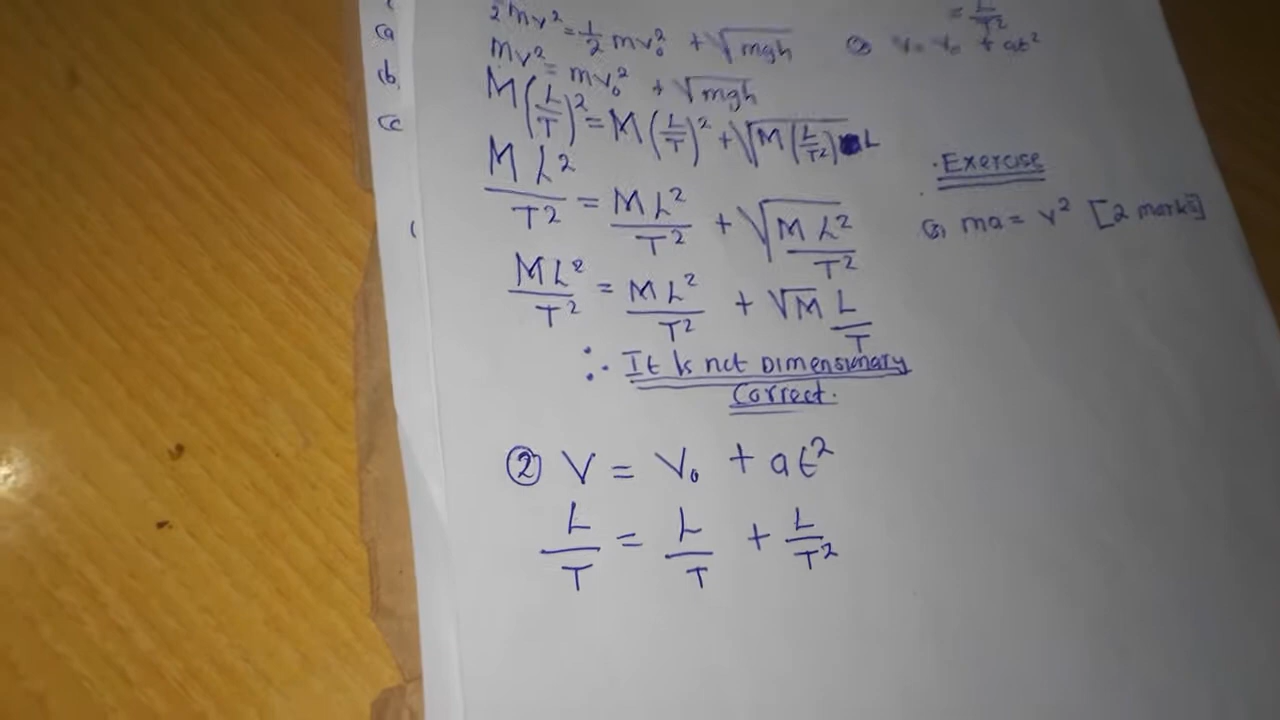 (a
(b,
(c
(
½mv² = ½ mv₀² + √mgh
mv² = mv₀² + √mgh
M(L/T)² = M(L/T)² + √M(L/T²) L
ML²/T² = ML²/T² + √(ML²/T²)
ML²/T² = ML²/T² + √M L/T
∴ It Is not Dimensionary
Correct.
② V = V₀ + at²
L/T = L/T + L/T²
= L/T²
② V = V₀ + at²
Exercise
ma = v² [2 marks]